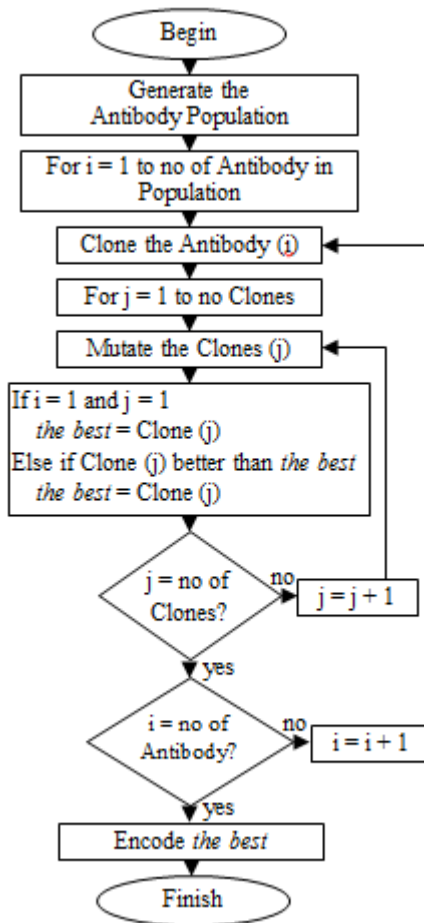 Begin
Generate the
Antibody Population
For i = 1 to no of Antibody in
Population
Clone the Antibody (i)
For j = 1 to no Clones
Mutate the Clones (j)
If i = 1 and j = 1
the best = Clone (j)
Else if Clone (j) better than the best
the best = Clone (j)
j = no of
Clones?
no
j = j + 1
yes
i = no of
Antibody?
no
i = i + 1
yes
Encode the best
Finish